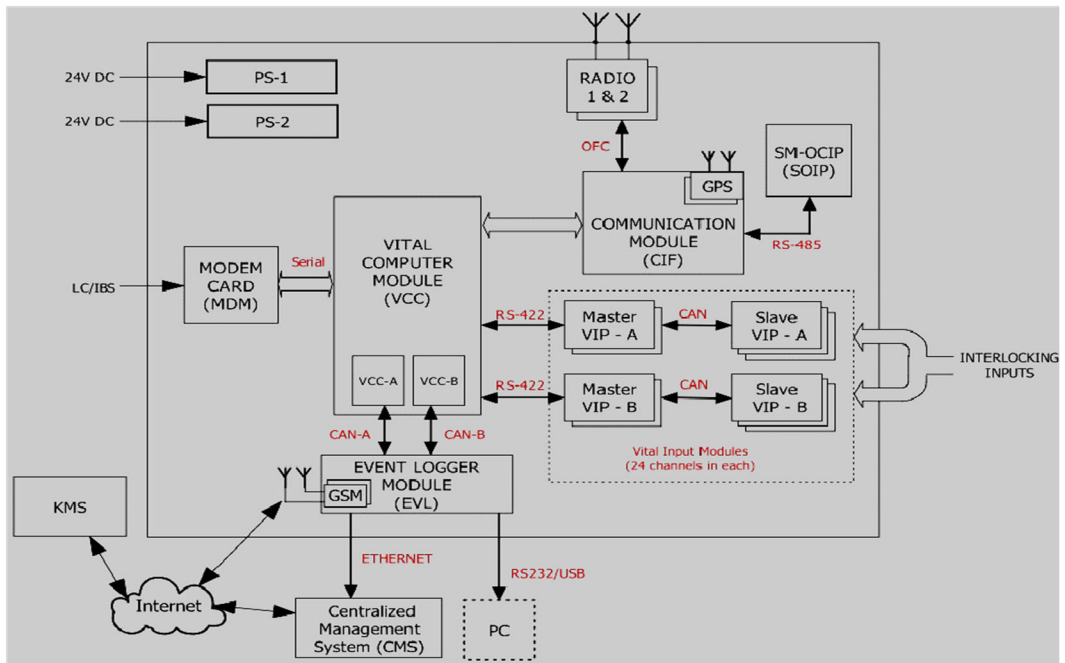 24V DC
PS-1
24V DC
PS-2
RADIO
1 & 2
OFC
GPS
COMMUNICATION
MODULE
(CIF)
SMI-OCIP
(SOIP)
RS-485
VITAL
COMPUTER
MODULE
(VCC)
Serial
MODEM
CARD
(MDM)
LC/IBS
RS-422
Master
VIP - A
CAN
Slave
VIP - A
RS-422
Master
VIP - B
CAN
Slave
VIP - B
INTERLOCKING
INPUTS
Vital Input Modules
(24 channels in each)
VCC-A
VCC-B
CAN-A
CAN-B
EVENT LOGGER
MODULE
(EVL)
GSM
KMS
ETHERNET
RS232/USB
Internet
Centralized
Management
System (CMS)
PC